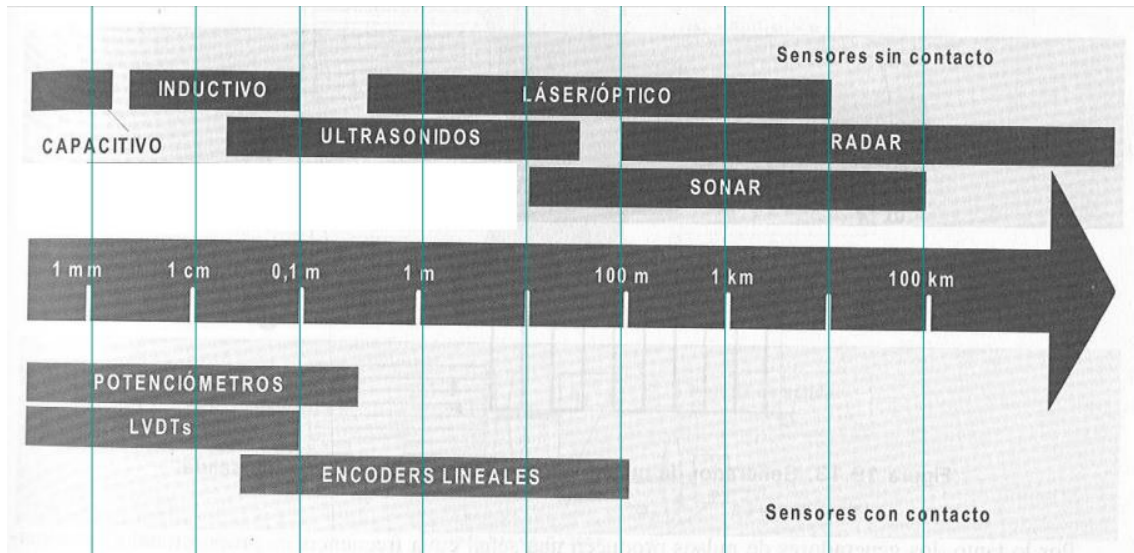 Sensores sin contacto
INDUCTIVO
LÁSER/ÓPTICO
CAPACITIVO
ULTRASONIDOS
RADAR
SONAR
1 mm 1 cm 0,1 m 1 m 100 m 1 km 100 km
POTENCIÓMETROS
LVDTs
ENCODERS LINEALES
Sensores con contacto